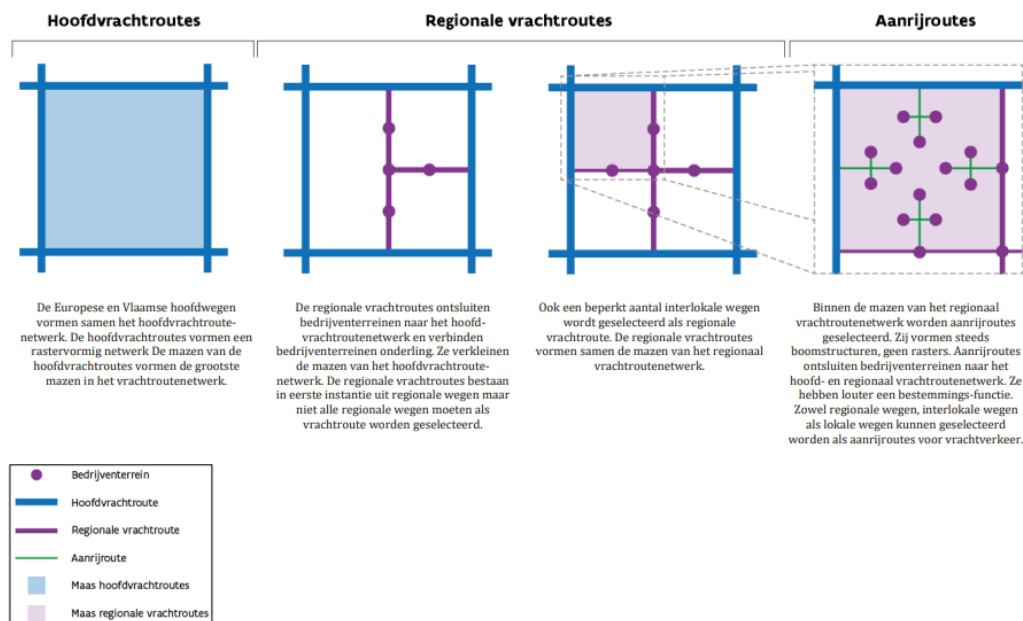 Hoofdvrachtroutes
Regionale vrachtroutes
Aanrijroutes
De Europese en Vlaamse hoofdwegen
vormen samen het hoofdvrachtroute-
netwerk. De hoofdvrachtroutes vormen een
rastervormig netwerk De mazen van de
hoofdvrachtroutes vormen de grootste
mazen in het vrachtroutenetwerk.
De regionale vrachtroutes ontsluiten
bedrijventerreinen naar het hoofd-
vrachtroutenetwerk en verbinden
bedrijventerreinen onderling. Ze verkleinen
de mazen van het hoofdvrachtroute-
netwerk. De regionale vrachtroutes bestaan
in eerste instantie uit regionale wegen maar
niet alle regionale wegen moeten als
vrachtroute worden geselecteerd.
Ook een beperkt aantal interlokale wegen
wordt geselecteerd als regionale
vrachtroute. De regionale vrachtroutes
vormen samen de mazen van het regionaal
vrachtroutenetwerk.
Binnen de mazen van het regionaal
vrachtroutenetwerk worden aanrijroutes
geselecteerd. Zij vormen steeds
boomstructuren, geen rasters. Aanrijroutes
ontsluiten bedrijventerreinen naar het
hoofd- en regionaal vrachtroutenetwerk. Ze
hebben louter een bestemmings-functie.
Zowel regionale wegen, interlokale wegen
als lokale wegen kunnen geselecteerd
worden als aanrijroutes voor vrachtverkeer.
Bedrijventerrein
Hoofdvrachtroute
Regionale vrachtroute
Aanrijroute
Maas hoofdvrachtroutes
Maas regionale vrachtroutes